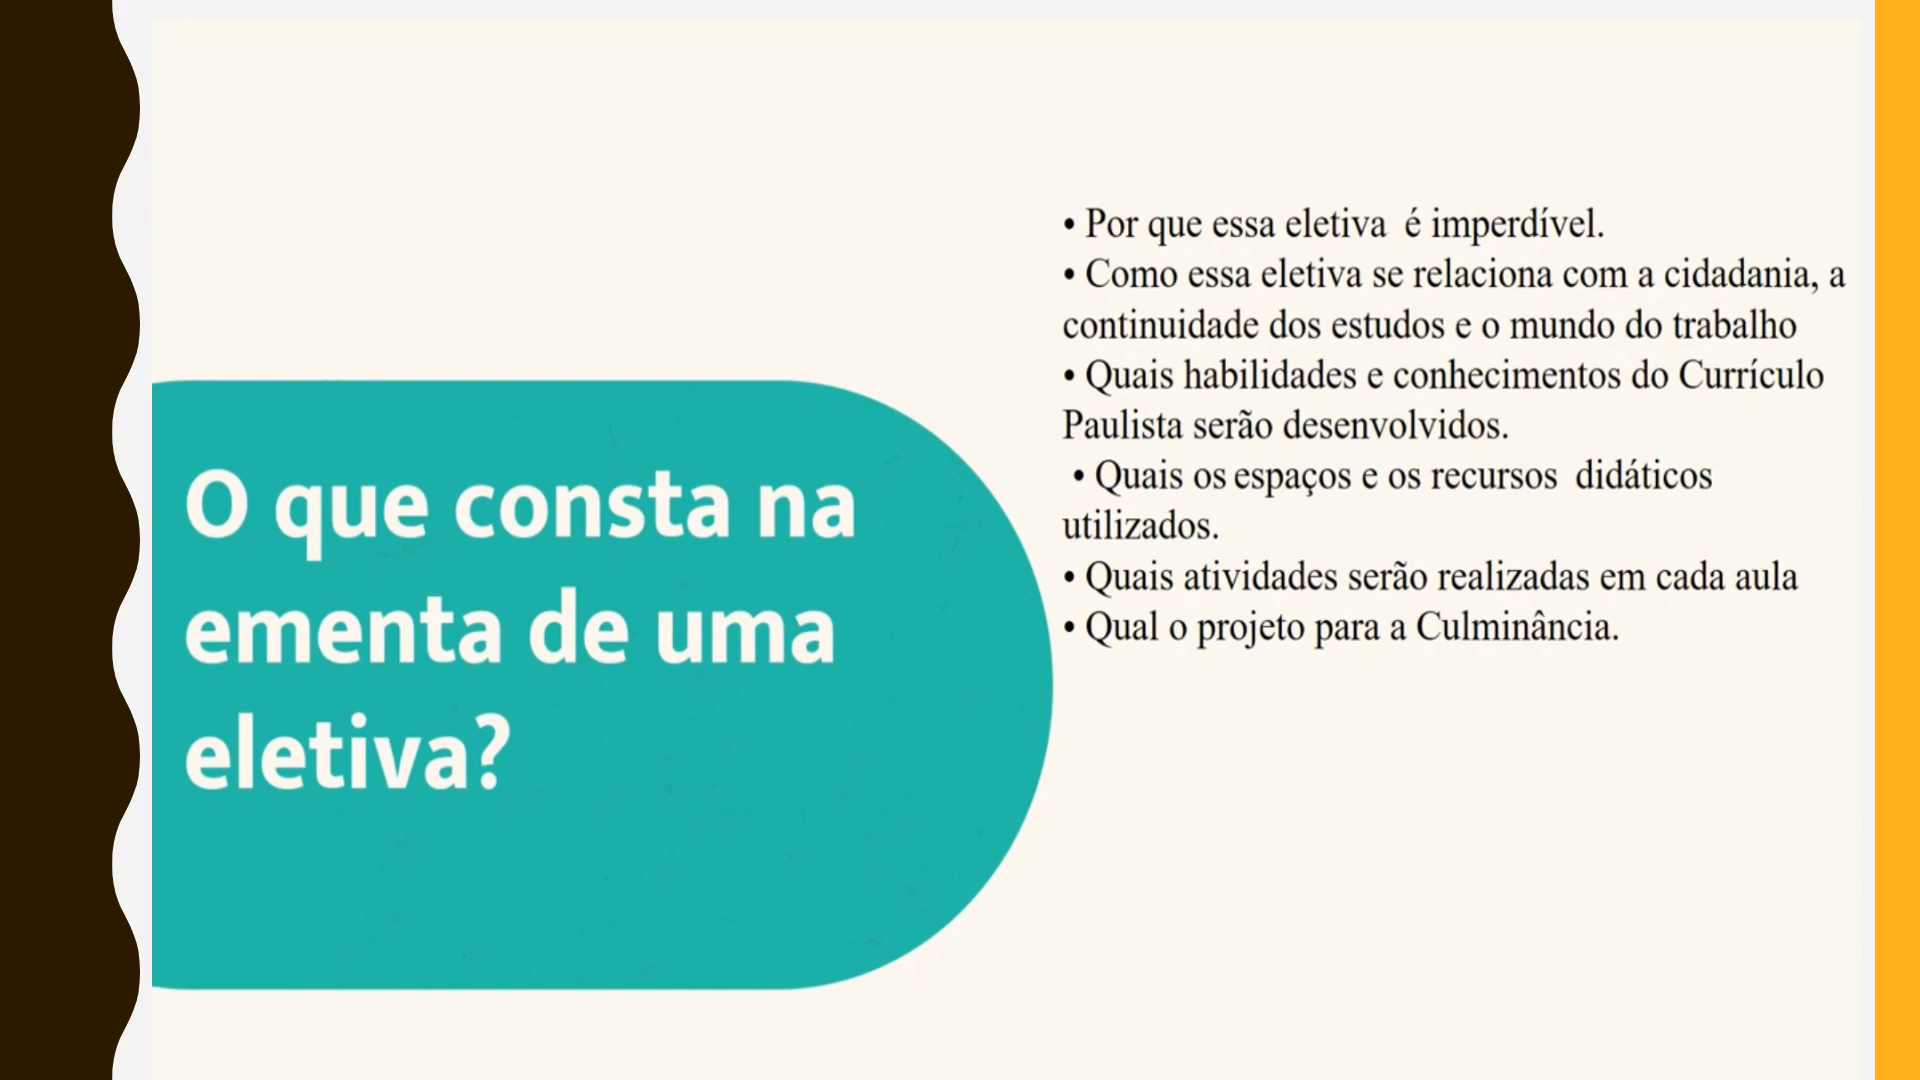 O que consta na
ementa de uma
eletiva?
• Por que essa eletiva é imperdível.
• Como essa eletiva se relaciona com a cidadania, a
continuidade dos estudos e o mundo do trabalho
• Quais habilidades e conhecimentos do Currículo
Paulista serão desenvolvidos.
• Quais os espaços e os recursos didáticos
utilizados.
• Quais atividades serão realizadas em cada aula
• Qual o projeto para a Culminância.